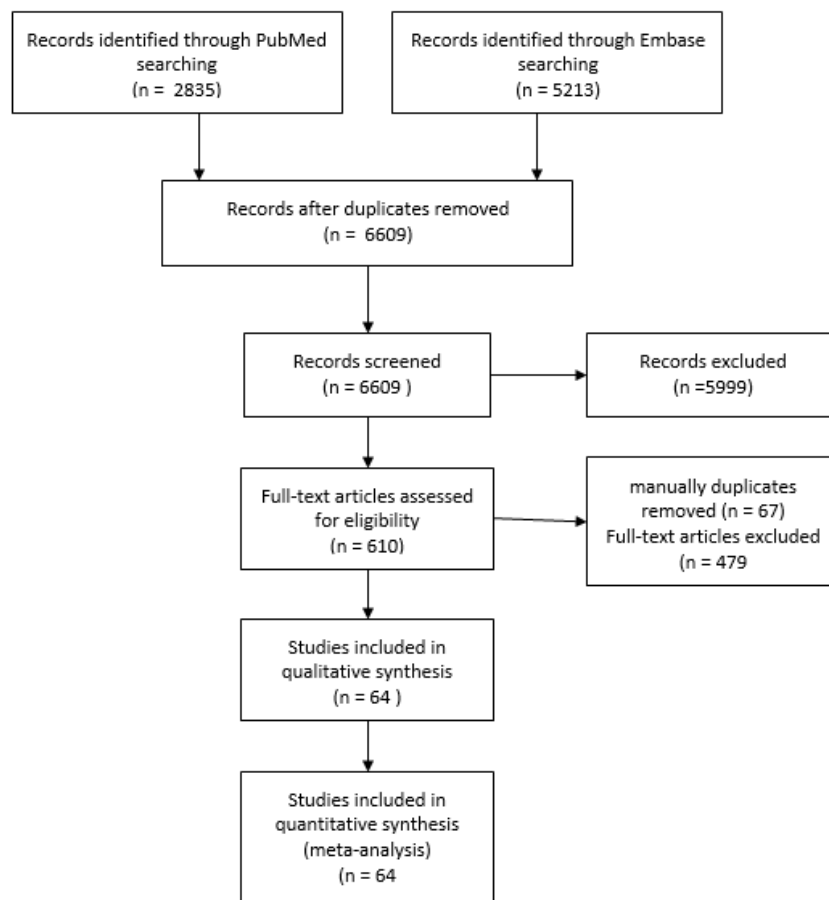 Records identified through PubMed
searching
(n =  2835)
Records identified through Embase
searching
(n = 5213)
Records after duplicates removed
(n =  6609)
Records screened
(n = 6609 )
Records excluded
(n =5999)
Full-text articles assessed
for eligibility
(n = 610)
manually duplicates
removed (n = 67)
Full-text articles excluded
(n = 479
Studies included in
qualitative synthesis
(n = 64 )
Studies included in
quantitative synthesis
(meta-analysis)
(n = 64